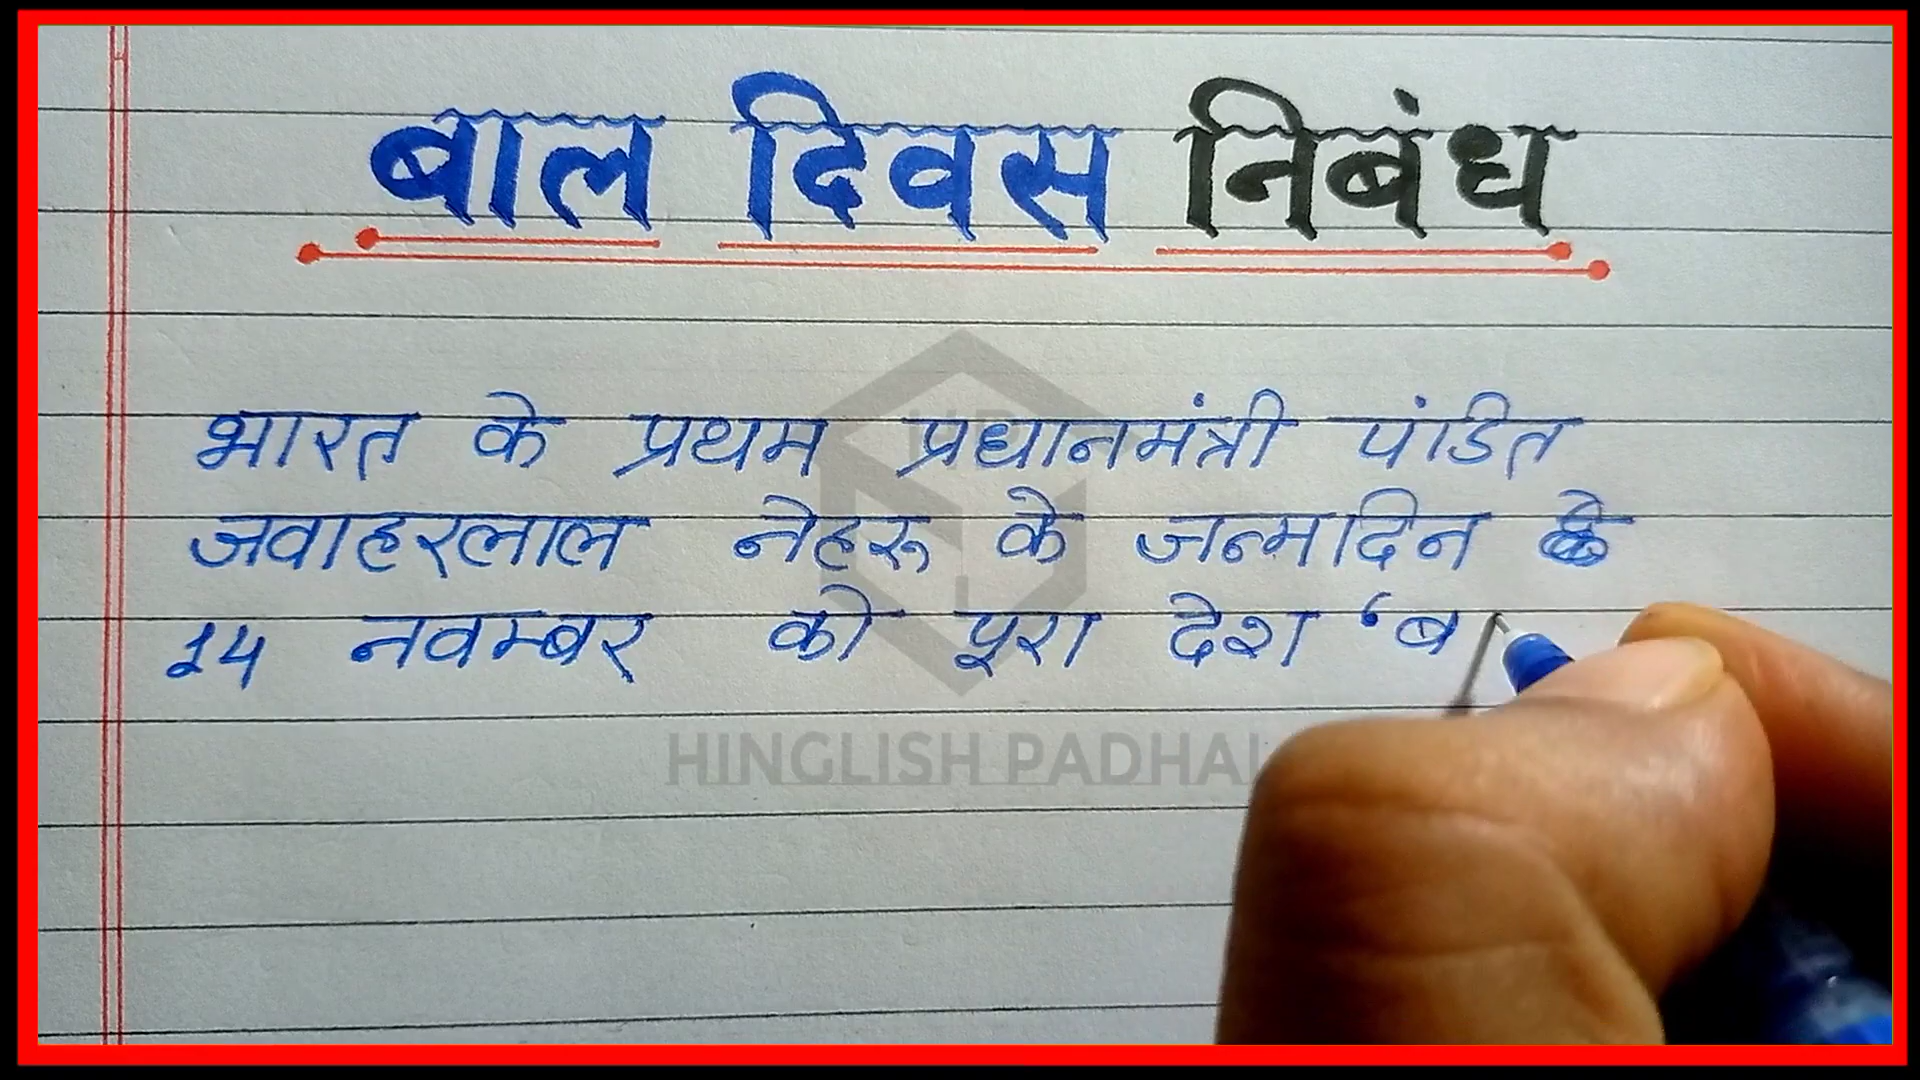 बाल दिवस निबंध
भारत के प्रथम प्रधानमंत्री पंडित
जवाहरलाल नेहरू के जन्मदिन के
14 नवम्बर को पूरा देश ‘ब
HINGLISH PADHAI